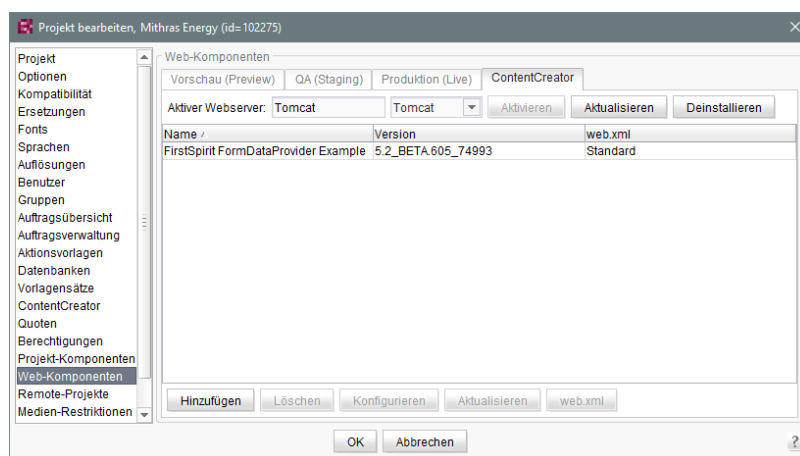 Projekt bearbeiten, Mithras Energy (id=102275)
Projekt
Optionen
Kompatibilität
Ersetzungen
Fonts
Sprachen
Auflösungen
Benutzer
Gruppen
Auftragsübersicht
Auftragsverwaltung
Aktionsvorlagen
Datenbanken
Vorlagensätze
ContentCreator
Quoten
Berechtigungen
Projekt-Komponenten
Web-Komponenten
Remote-Projekte
Medien-Restriktionen
Web-Komponenten
Vorschau (Preview) QA (Staging) Produktion (Live) ContentCreator
Aktiver Webserver: Tomcat Tomcat Aktivieren Aktualisieren Deinstallieren
Name Version web.xml
FirstSpirit FormDataProvider Example 5.2_BETA.605_74993 Standard
Hinzufügen Löschen Konfigurieren Aktualisieren web.xml
OK Abbrechen ?